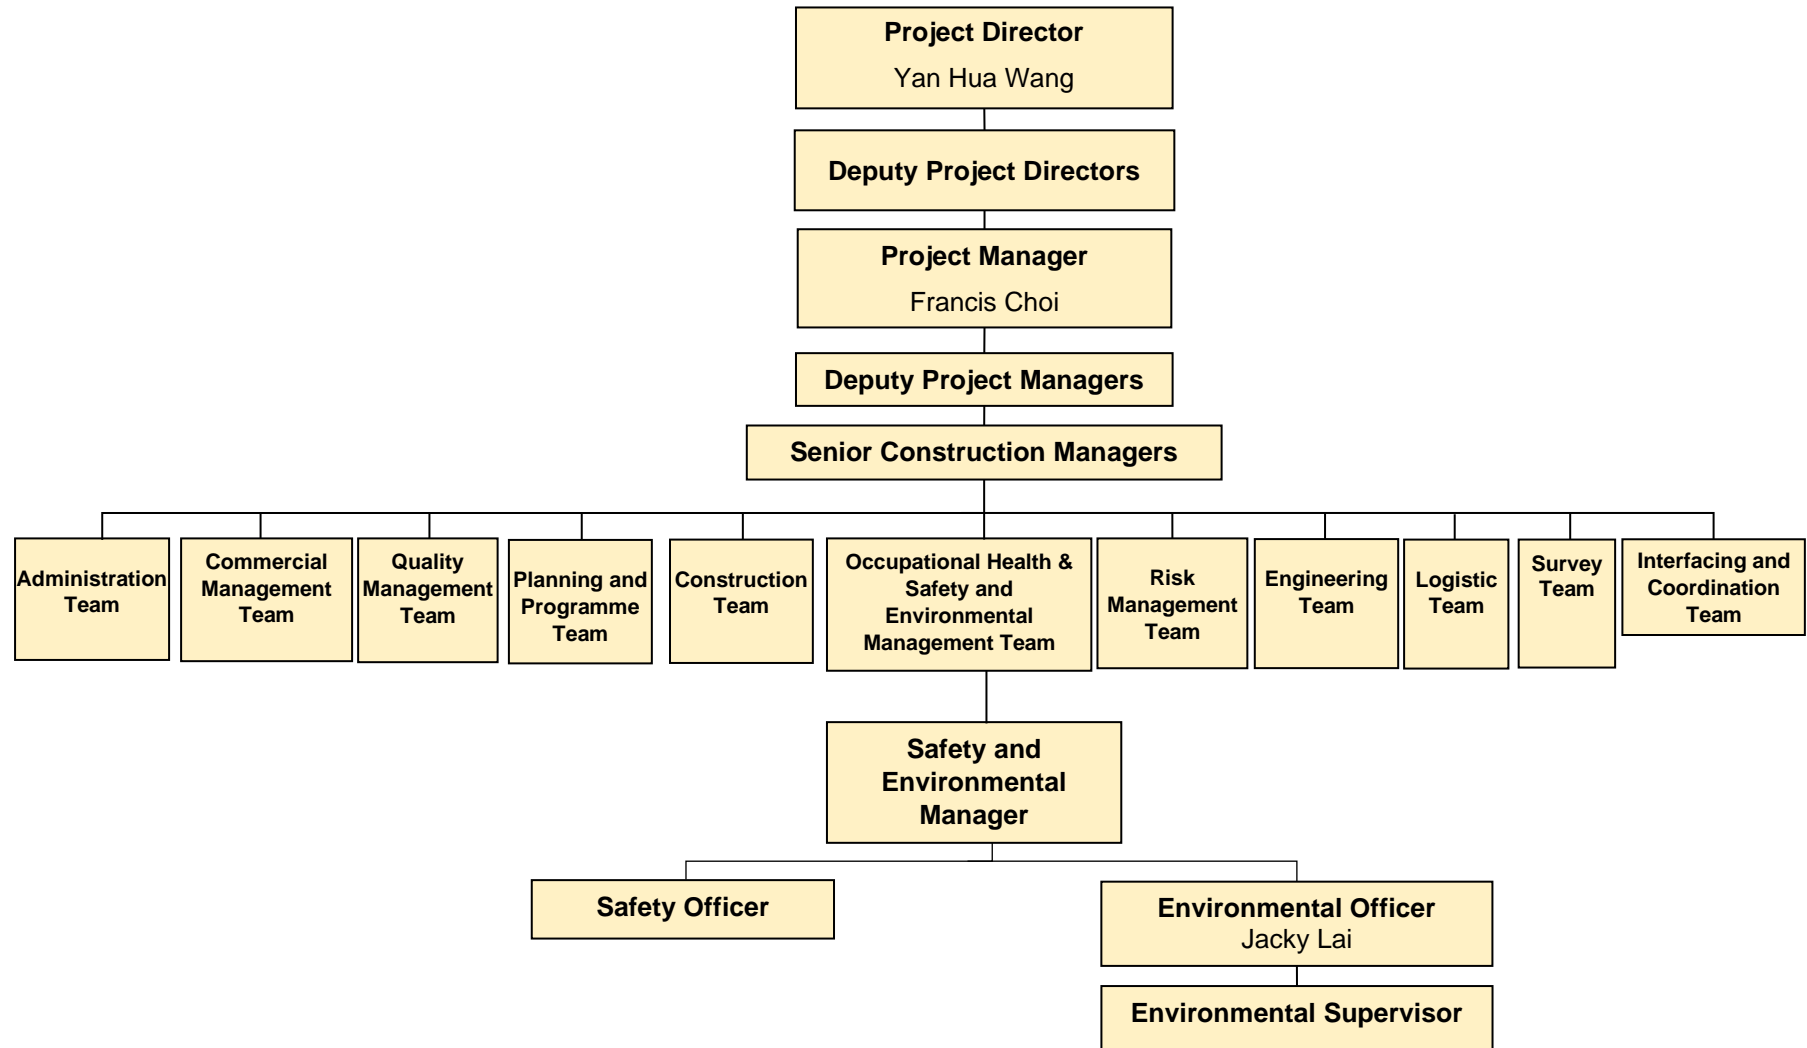 Project Director
Yan Hua Wang
Deputy Project Directors
Project Manager
Francis Choi
Deputy Project Managers
Senior Construction Managers
Administration
Team
Commercial
Management
Team
Quality
Management
Team
Planning and
Programme
Team
Construction
Team
Occupational Health &
Safety and
Environmental
Management Team
Risk
Management
Team
Engineering
Team
Logistic
Team
Survey
Team
Interfacing and
Coordination
Team
Safety and
Environmental
Manager
Safety Officer
Environmental Officer
Jacky Lai
Environmental Supervisor